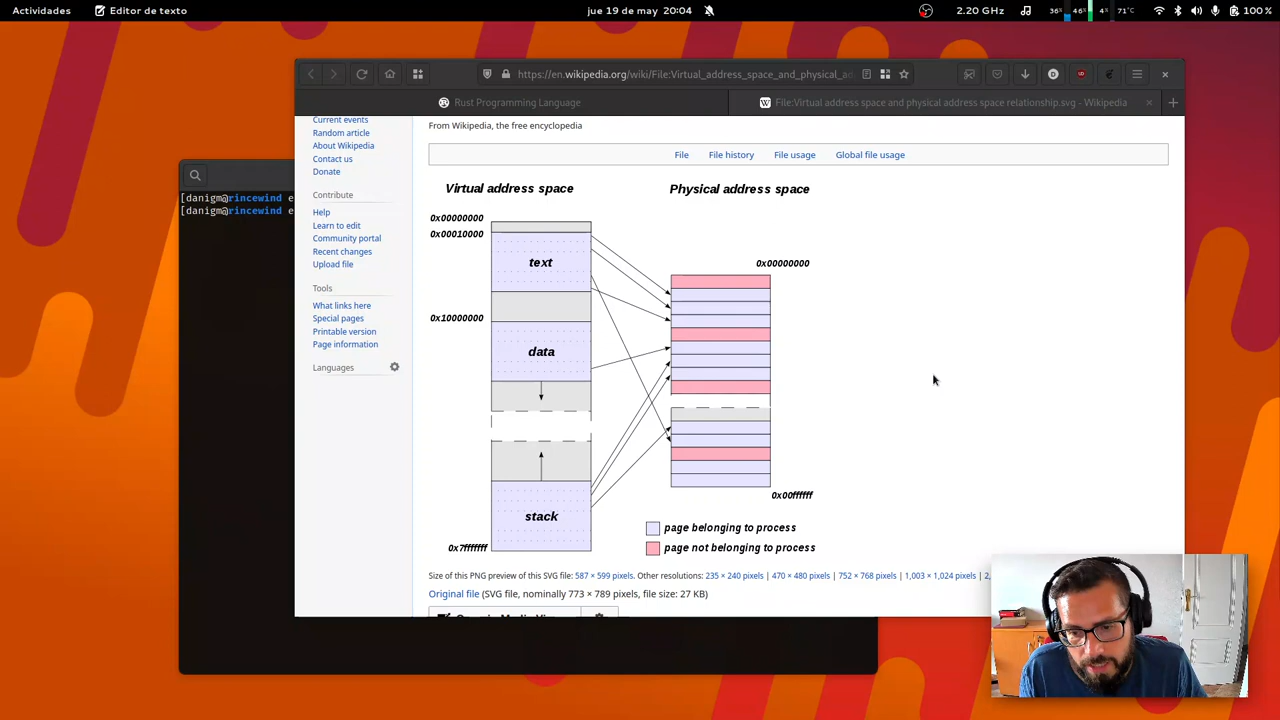 Actividades
Editor de texto
jue 19 de may 20:04
2.20 GHz
36%
46%
4%
71°C
100 %
https://en.wikipedia.org/wiki/File:Virtual_address_space_and_physical_ad
Rust Programming Language
File:Virtual address space and physical address space relationship.svg - Wikipedia
Current events
Random article
About Wikipedia
Contact us
Donate
Contribute
Help
Learn to edit
Community portal
Recent changes
Upload file
Tools
What links here
Special pages
Printable version
Page information
Languages
[danigm@rincewind e
[danigm@rincewind e
From Wikipedia, the free encyclopedia
File
File history
File usage
Global file usage
Virtual address space
Physical address space
0x00000000
0x00010000
text
0x10000000
data
stack
0x7fffffff
0x00000000
0x00ffffff
page belonging to process
page not belonging to process
Size of this PNG preview of this SVG file: 587 × 599 pixels. Other resolutions: 235 × 240 pixels | 470 × 480 pixels | 752 × 768 pixels | 1,003 × 1,024 pixels | 2,
Original file (SVG file, nominally 773 × 789 pixels, file size: 27 KB)